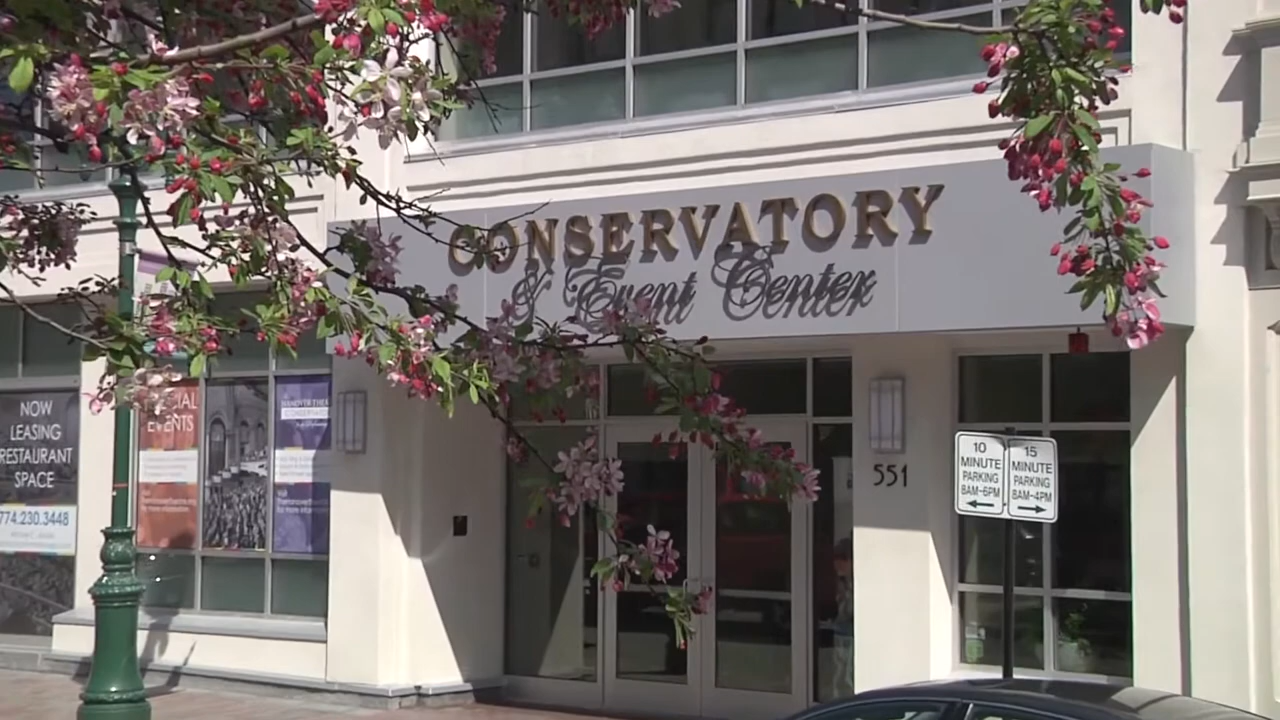 CONSERVATORY
& Event Center
551
10
MINUTE
PARKING
8AM-6PM
15
MINUTE
PARKING
8AM-4PM
NOW
LEASING
RESTAURANT
SPACE
774.230.3448
EVENTS